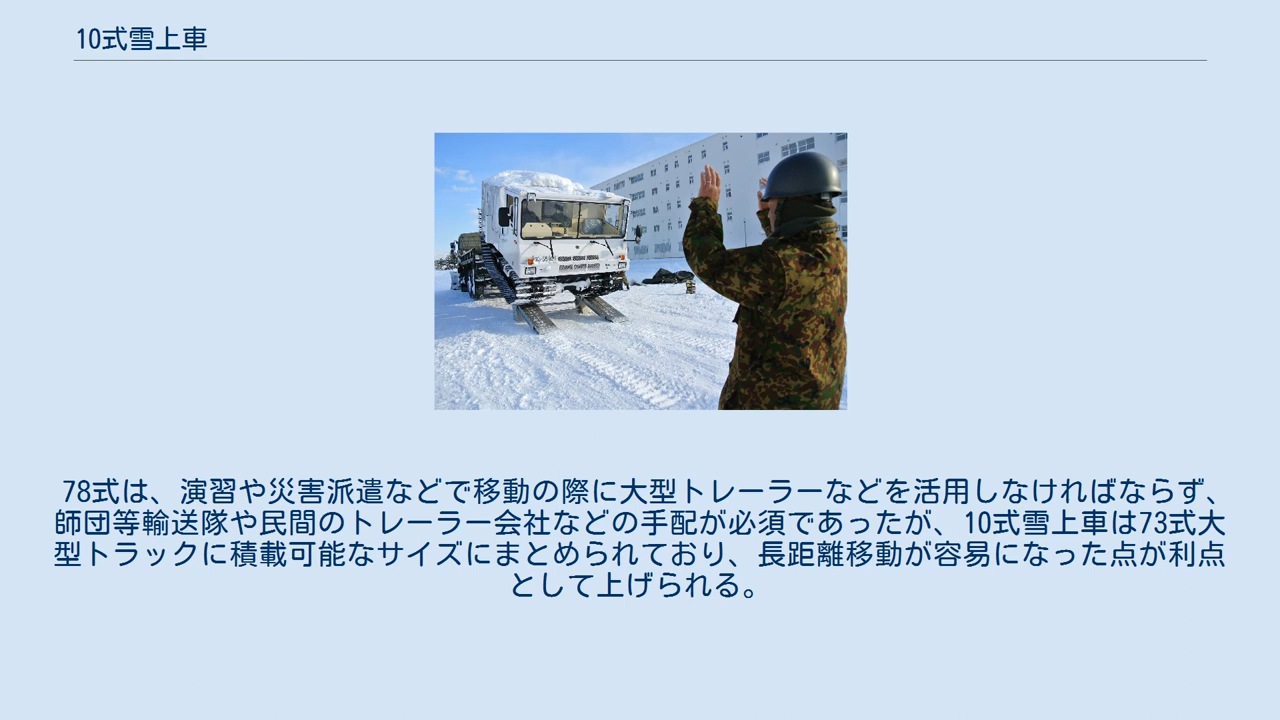 10式雪上車
78式は、演習や災害派遣などで移動の際に大型トレーラーなどを活用しなければならず、
師団等輸送隊や民間のトレーラー会社などの手配が必須であったが、10式雪上車は73式大
型トラックに積載可能なサイズにまとめられており、長距離移動が容易になった点が利点
として上げられる。